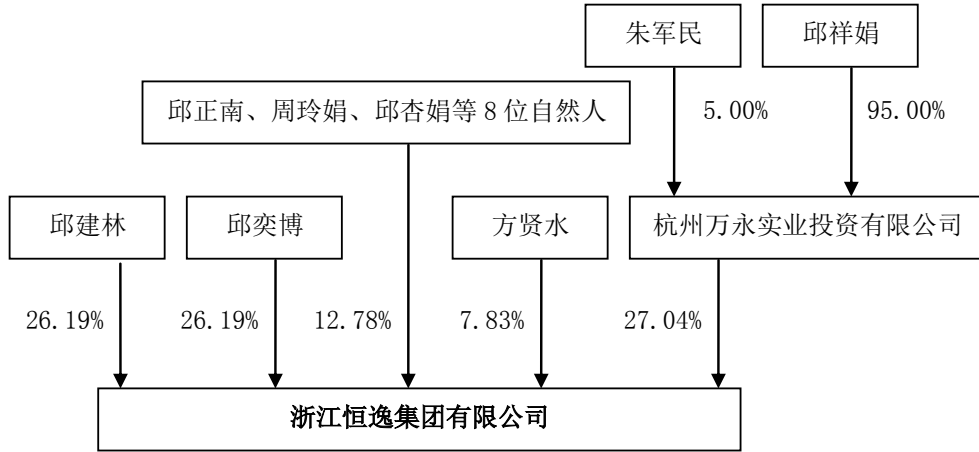 朱军民
邱祥娟
邱正南、周玲娟、邱杏娟等 8 位自然人
5.00%
95.00%
邱建林
邱奕博
方贤水
杭州万永实业投资有限公司
26.19%
26.19%
12.78%
7.83%
27.04%
浙江恒逸集团有限公司